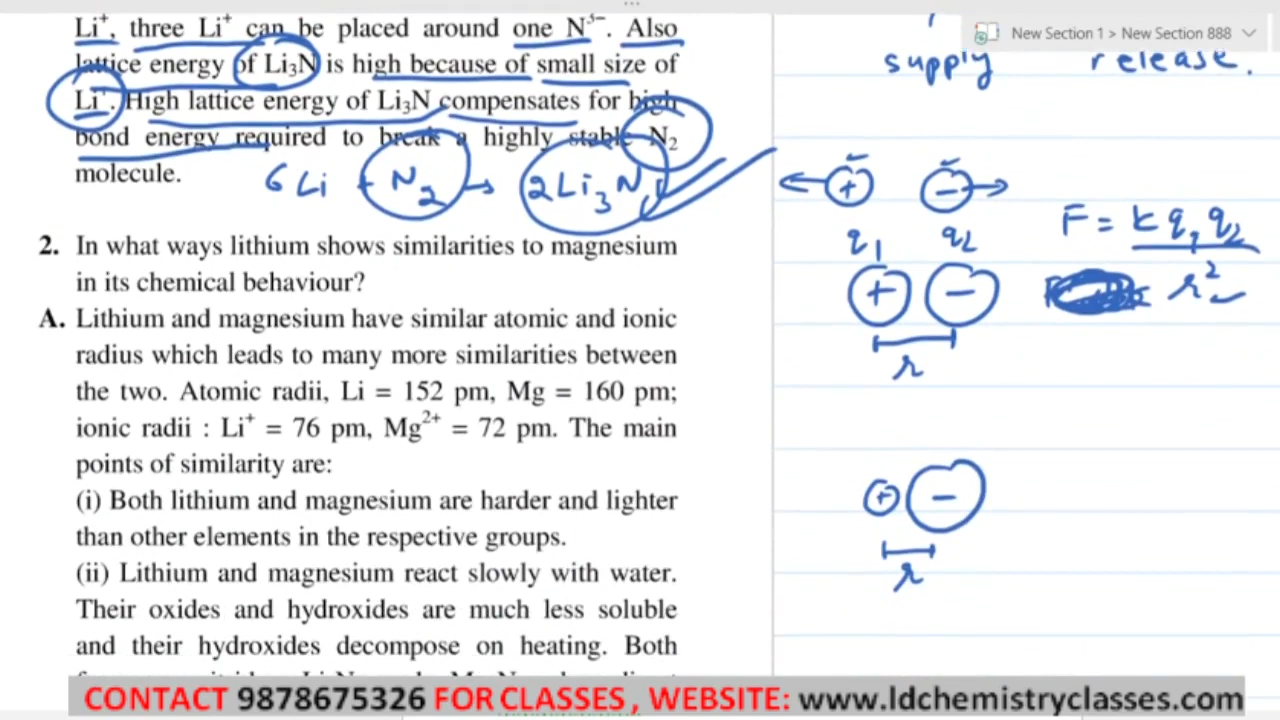 Li⁺, three Li⁺ can be placed around one N³⁻. Also
lattice energy of Li₃N is high because of small size of
Li⁺. High lattice energy of Li₃N compensates for high
bond energy required to break a highly stable N₂
molecule.
6Li + N₂ → 2Li₃N
2. In what ways lithium shows similarities to magnesium
in its chemical behaviour?
A. Lithium and magnesium have similar atomic and ionic
radius which leads to many more similarities between
the two. Atomic radii, Li = 152 pm, Mg = 160 pm;
ionic radii : Li⁺ = 76 pm, Mg²⁺ = 72 pm. The main
points of similarity are:
(i) Both lithium and magnesium are harder and lighter
than other elements in the respective groups.
(ii) Lithium and magnesium react slowly with water.
Their oxides and hydroxides are much less soluble
and their hydroxides decompose on heating. Both
New Section 1 > New Section 888
supply release.
+ −
q₁ q₂
F = k q₁ q₂
r²
+ −
r
+ −
r
CONTACT 9878675326 FOR CLASSES , WEBSITE: www.ldchemistryclasses.com